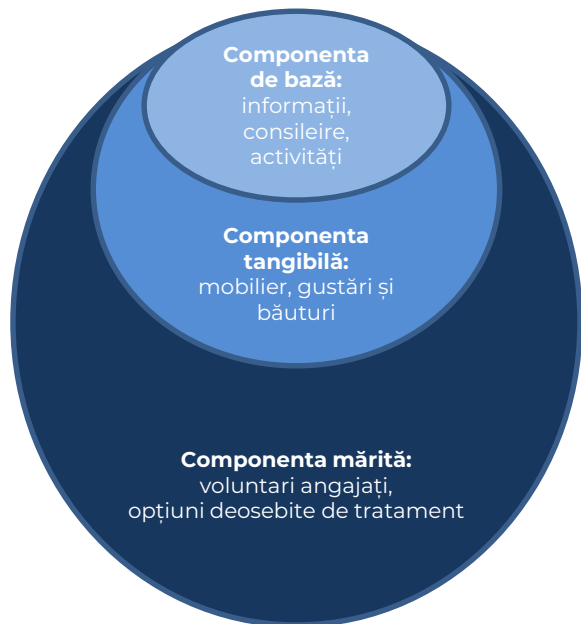 Componenta
de bază:
informații,
consileire,
activități
Componenta
tangibilă:
mobilier, gustări și
băuturi
Componenta mărită:
voluntari angajați,
opțiuni deosebite de tratament